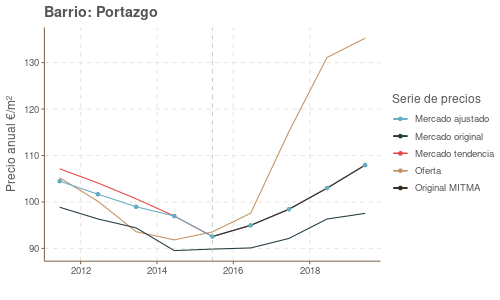 Barrio: Portazgo
Precio anual €/m²
130
120
110
100
90
2012
2014
2016
2018
Serie de precios
Mercado ajustado
Mercado original
Mercado tendencia
Oferta
Original MITMA